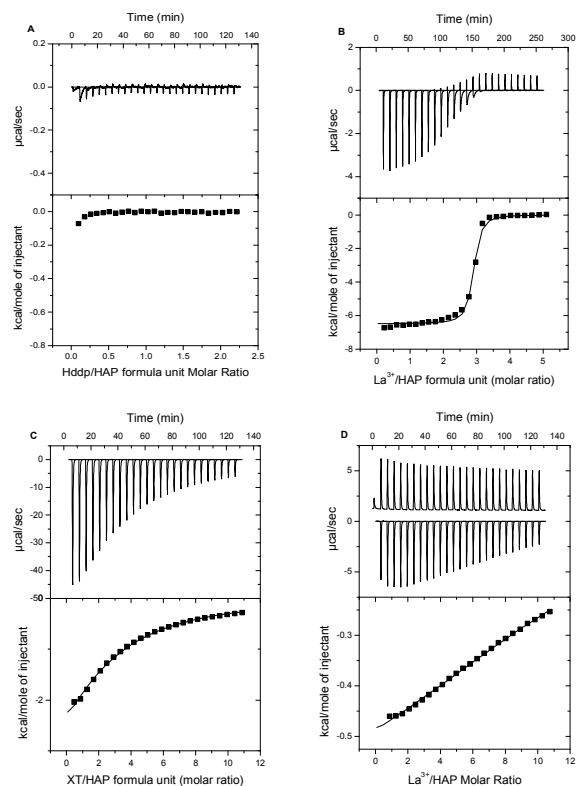 Time (min)
0 20 40 60 80 100 120 140
A
0.2
0.0
-0.2
-0.4
µcal/sec
0.0
-0.2
-0.4
-0.6
-0.8
kcal/mole of injectant
0.0 0.5 1.0 1.5 2.0 2.5
Hddp/HAP formula unit Molar Ratio
Time (min)
0 50 100 150 200 250 300
B
2
0
-2
-4
µcal/sec
0
-2
-4
-6
-8
kcal/mole of injectant
0 1 2 3 4 5
La³⁺/HAP formula unit (molar ratio)
Time (min)
0 20 40 60 80 100 120 140
C
0
-10
-20
-30
-40
-50
µcal/sec
0
-2
kcal/mole of injectant
0 2 4 6 8 10 12
XT/HAP formula unit (molar ratio)
Time (min)
0 20 40 60 80 100 120 140
D
5
0
-5
µcal/sec
-0.3
-0.4
-0.5
kcal/mole of injectant
0 2 4 6 8 10 12
La³⁺/HAP Molar Ratio